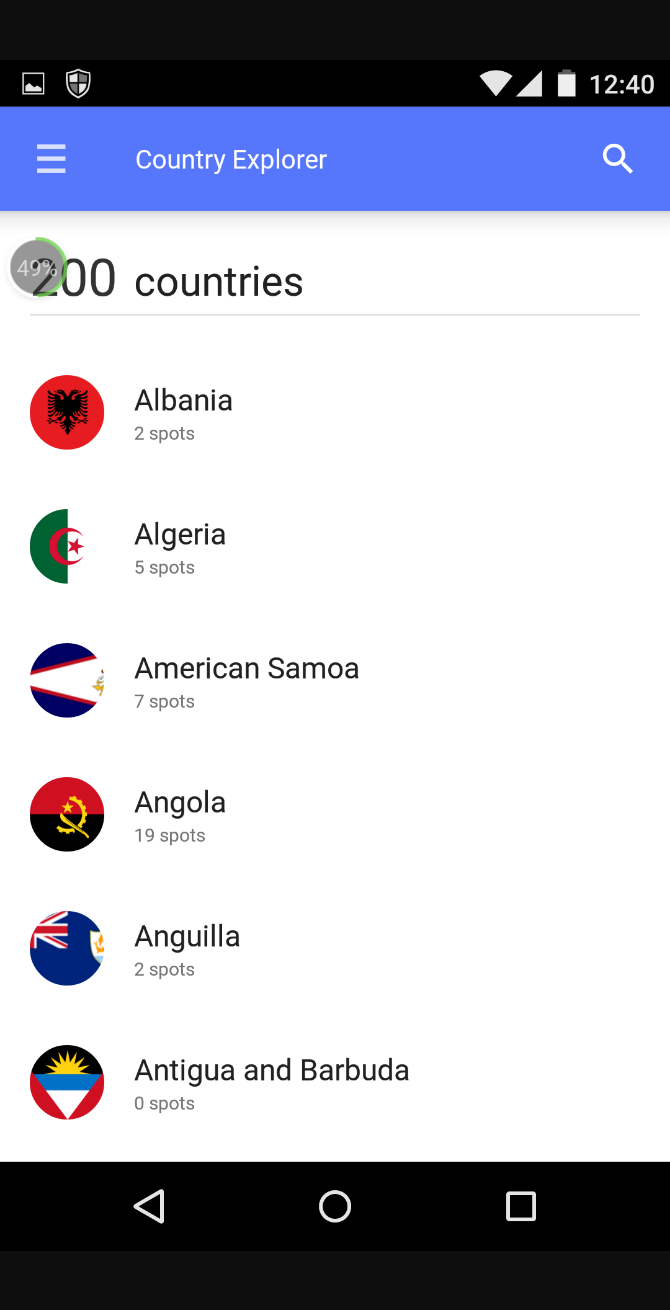 12:40
Country Explorer
49%
200 countries
Albania
2 spots
Algeria
5 spots
American Samoa
7 spots
Angola
19 spots
Anguilla
2 spots
Antigua and Barbuda
0 spots